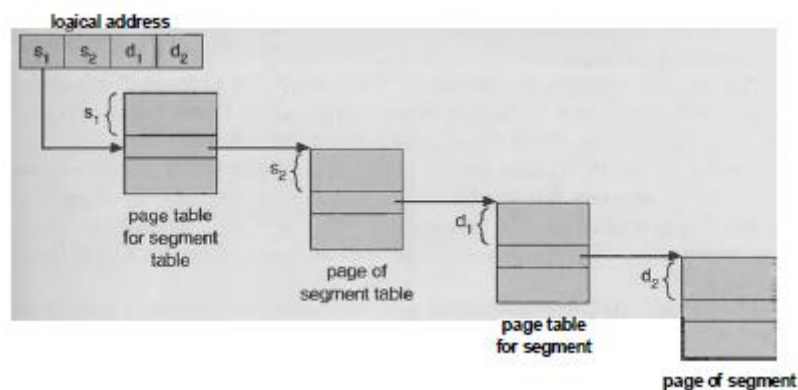 logical address
s₁ s₂ d₁ d₂
s₁
page table
for segment
table
s₂
page of
segment table
d₁
page table
for segment
d₂
page of segment